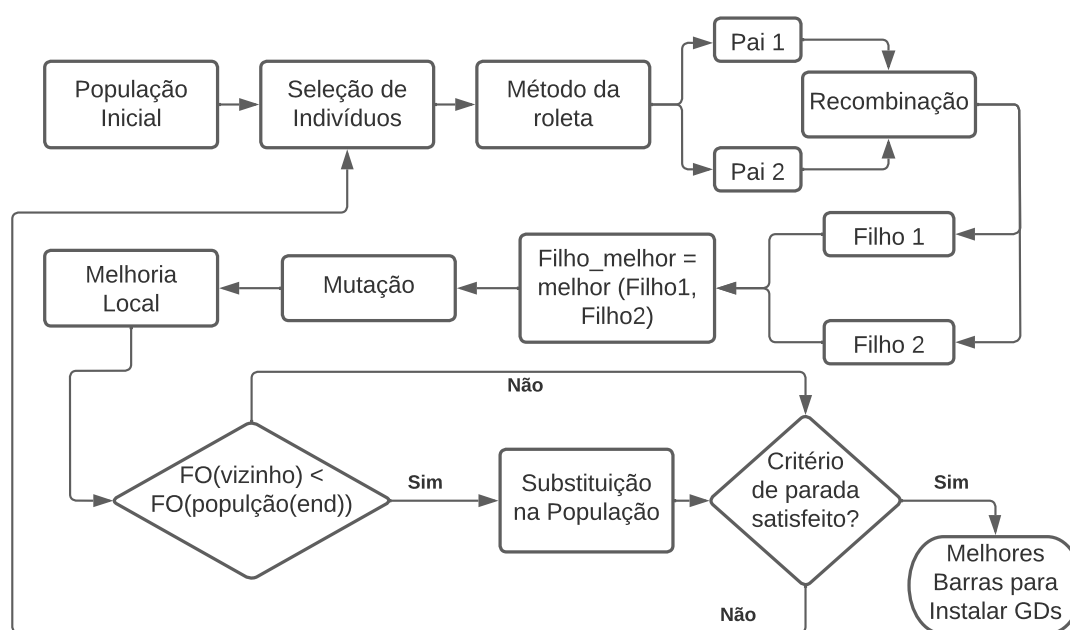 População
Inicial
Seleção de
Indivíduos
Método da
roleta
Pai 1
Pai 2
Recombinação
Filho 1
Filho 2
Filho_melhor =
melhor (Filho1,
Filho2)
Mutação
Melhoria
Local
FO(vizinho) <
FO(populção(end))
Não
Sim
Substituição
na População
Critério
de parada
satisfeito?
Sim
Não
Melhores
Barras para
Instalar GDs